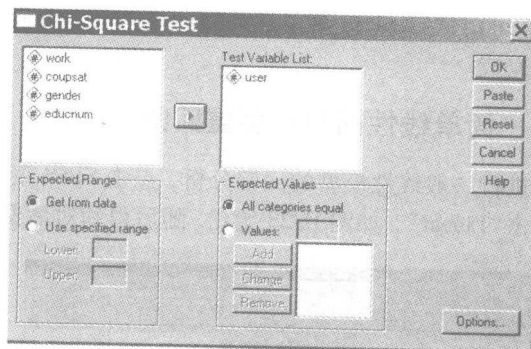 Chi-Square Test
work
coupsat
gender
educnum
Test Variable List:
user
OK
Paste
Reset
Cancel
Help
Expected Range
Get from data
Use specified range
Lower:
Upper:
Expected Values
All categories equal
Values:
Add
Change
Remove
Options...